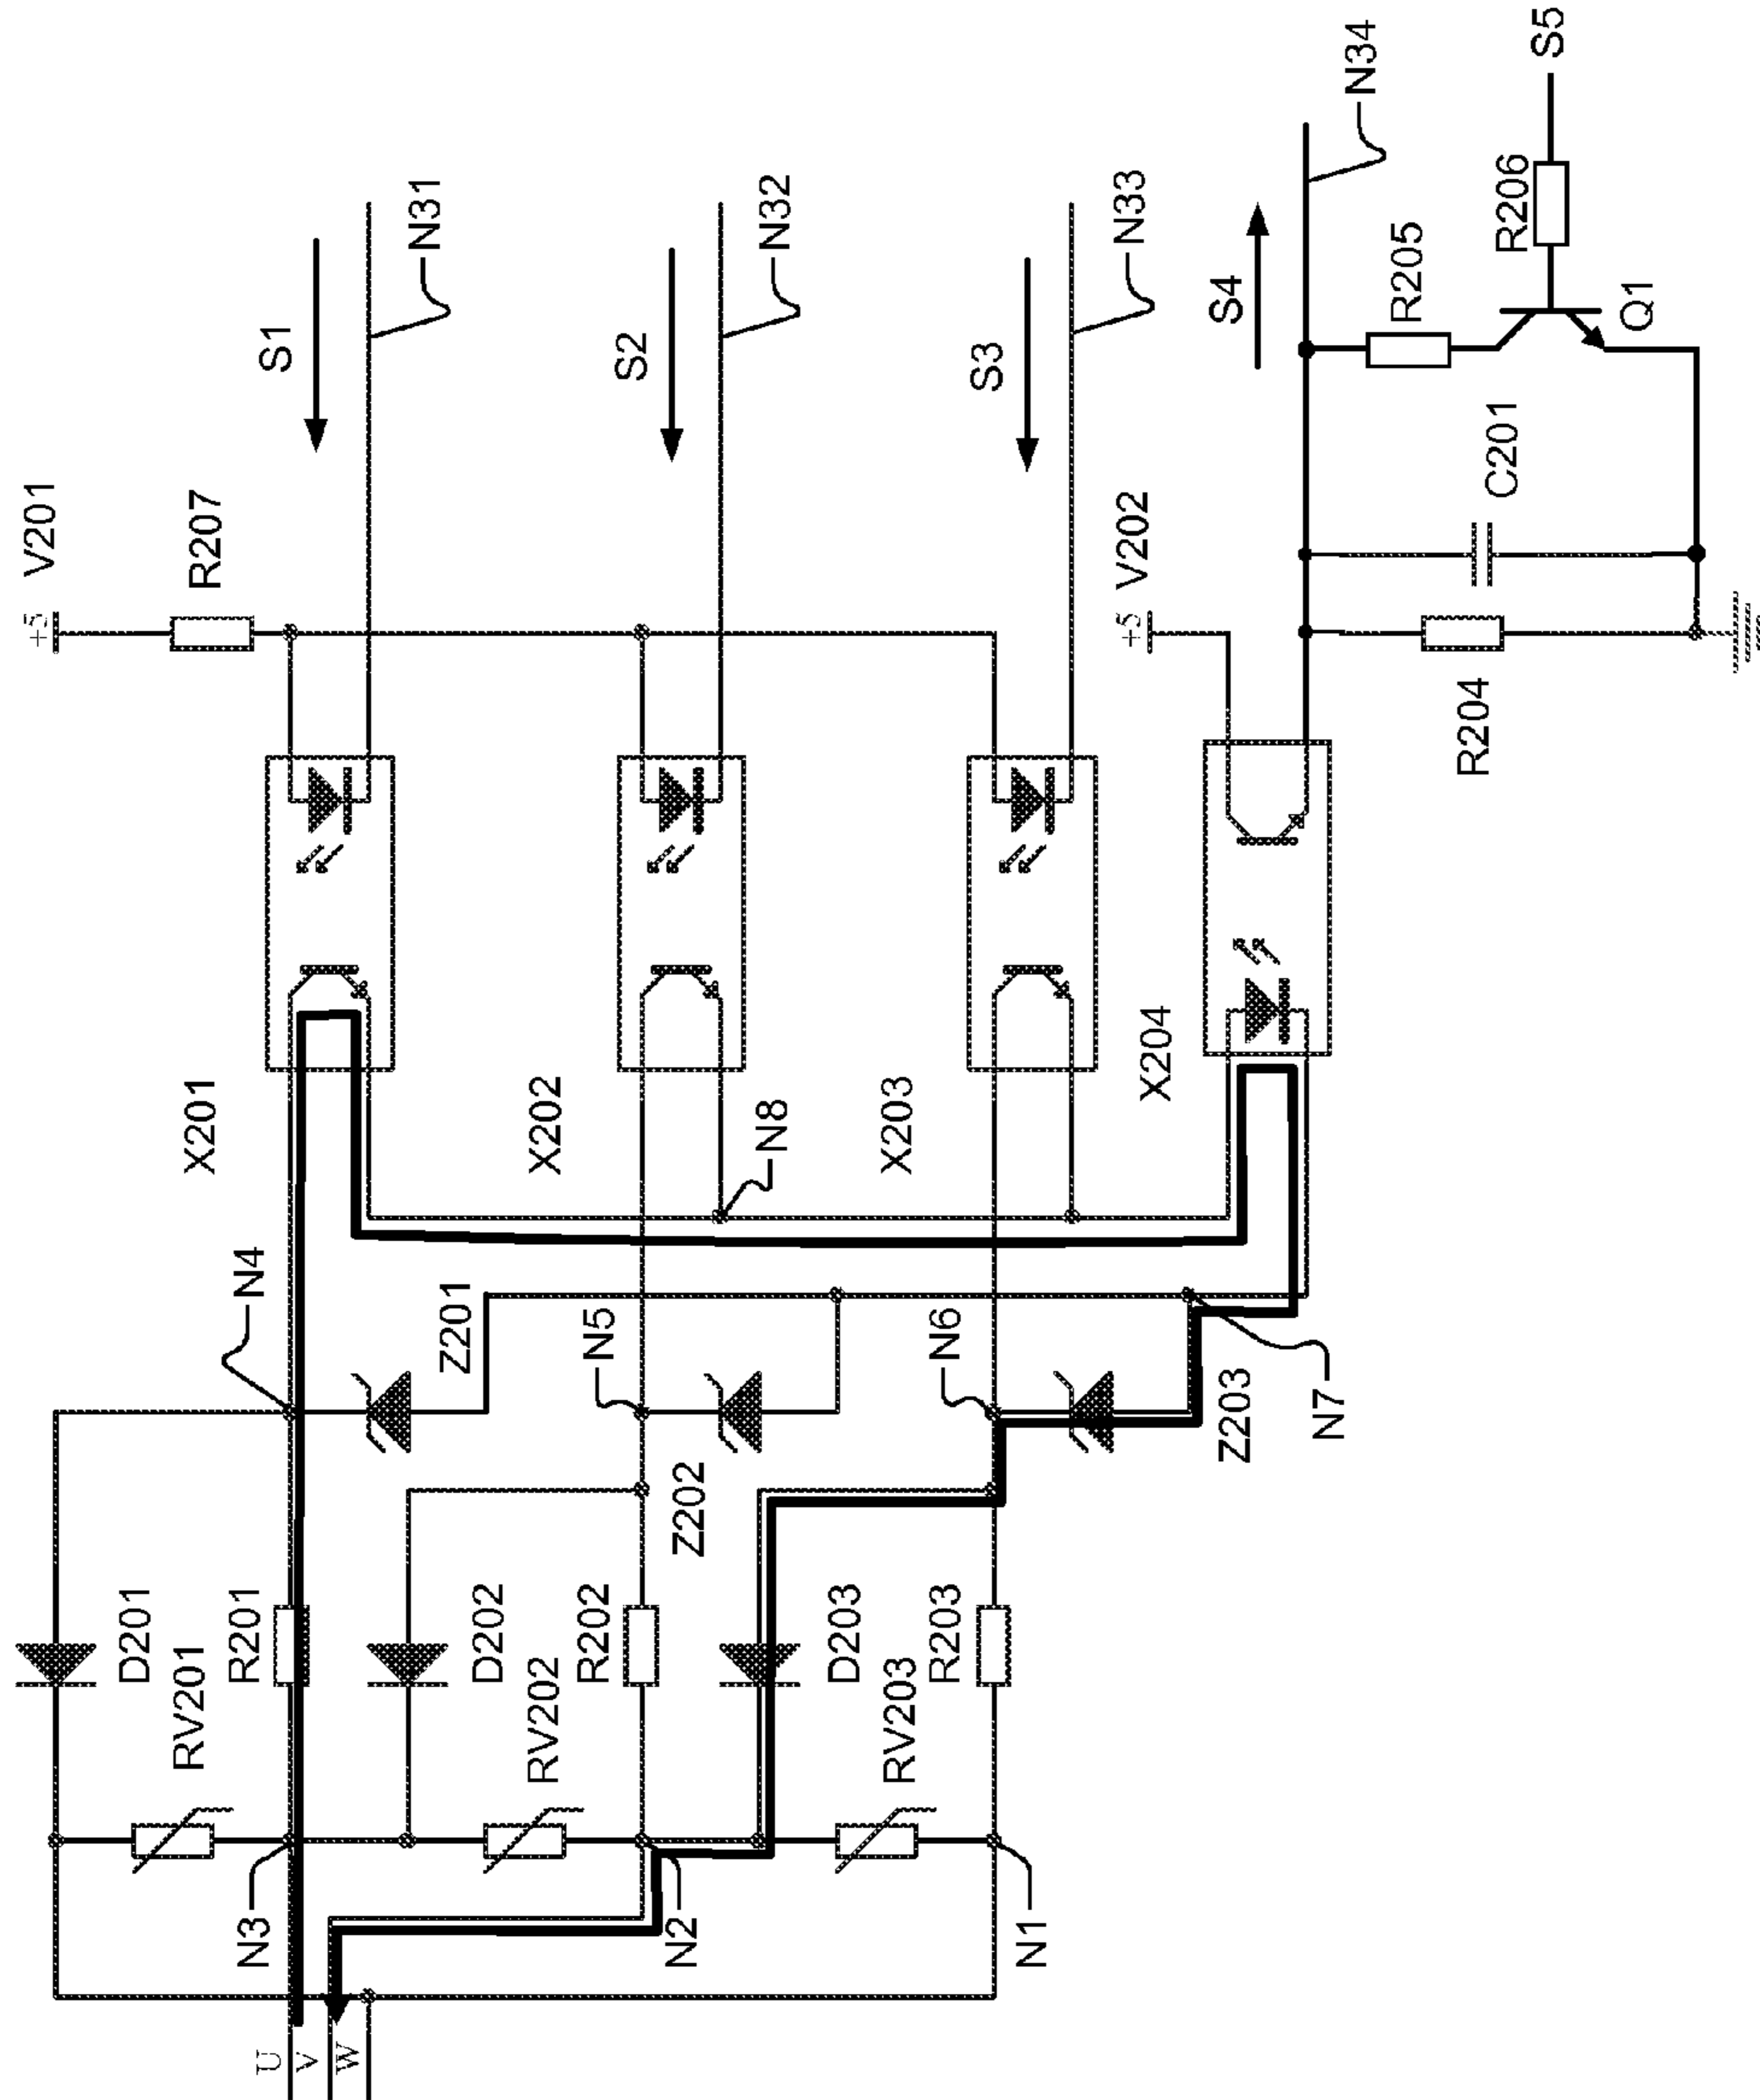 V201
+5
R207
S1
N31
X201
N4
D201
RV201
R201
N3
U
V
W
S2
N32
X202
N8
Z201
N5
D202
RV202
R202
Z202
N2
S3
N33
X203
N6
D203
RV203
R203
N1
Z203
N7
V202
+5
X204
S4
N34
R204
C201
R205
R206
S5
Q1